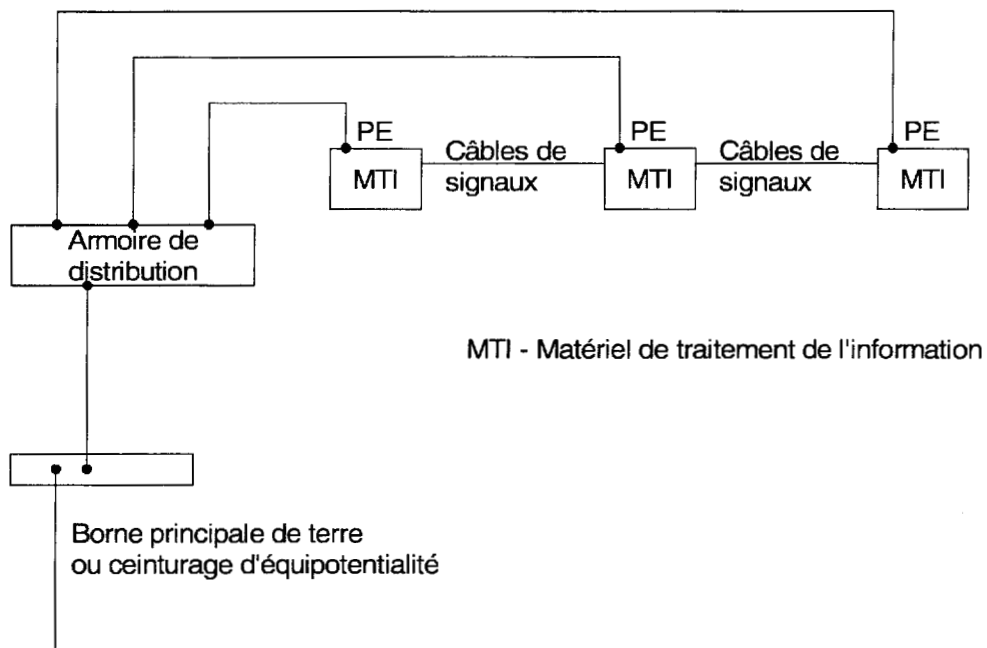 PE
PE
PE
MTI
Câbles de
signaux
MTI
Câbles de
signaux
MTI
Armoire de
distribution
MTI - Matériel de traitement de l'information
Borne principale de terre
ou ceinturage d'équipotentialité